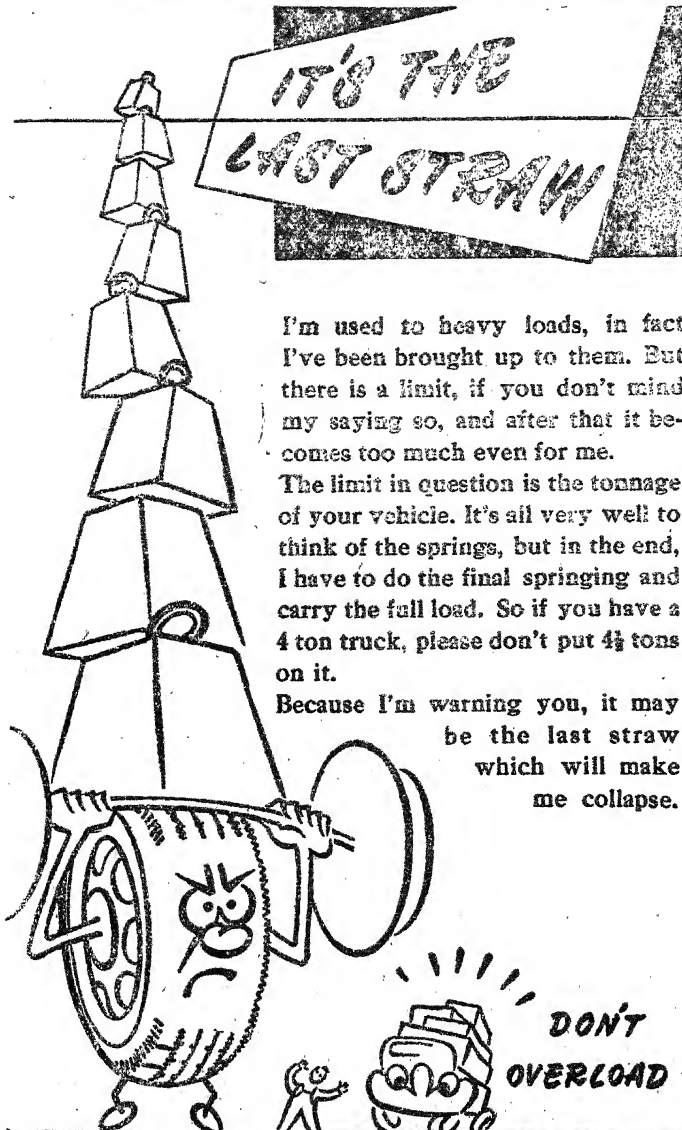 IT'S THE
LAST STRAW
I'm used to heavy loads, in fact
I've been brought up to them. But
there is a limit, if you don't mind
my saying so, and after that it be-
comes too much even for me.
The limit in question is the tonnage
of your vehicle. It's all very well to
think of the springs, but in the end,
I have to do the final springing and
carry the full load. So if you have a
4 ton truck, please don't put 4½ tons
on it.
Because I'm warning you, it may
be the last straw
which will make
me collapse.
DON'T
OVERLOAD